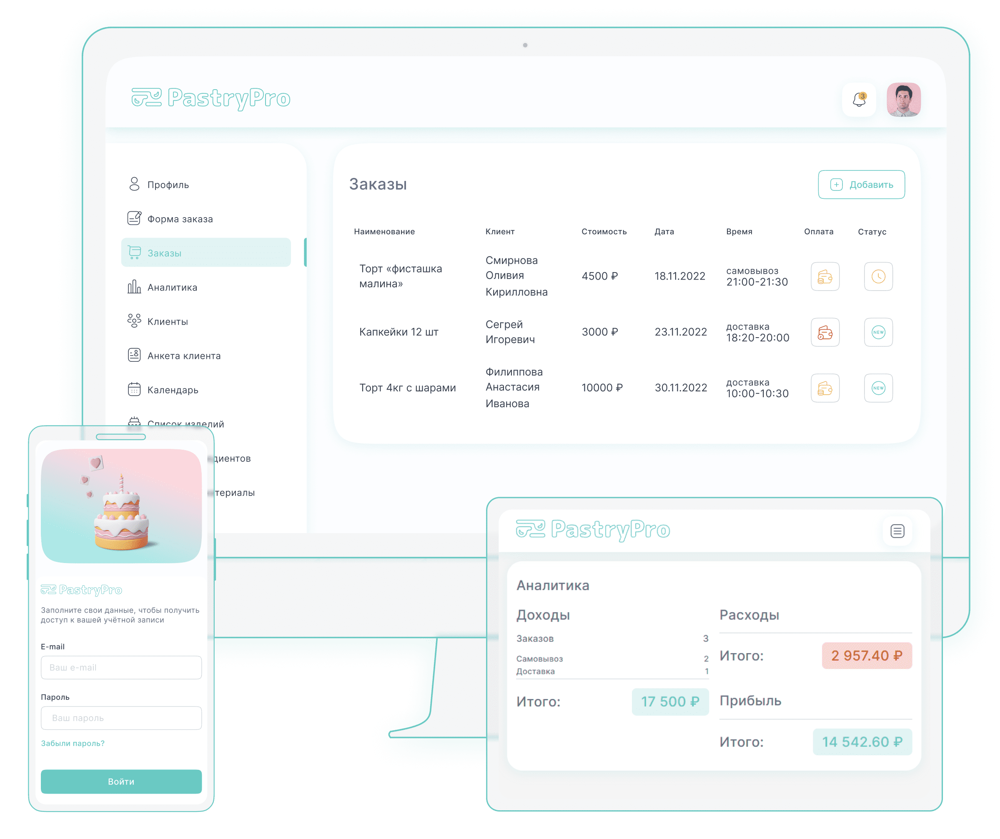 PastryPro
3
Профиль
Форма заказа
Заказы
Аналитика
Клиенты
Анкета клиента
Календарь
Список изделий
диентов
териалы
Заказы
Добавить
Наименование Клиент Стоимость Дата Время Оплата Статус
Торт «фисташка
малина»
Смирнова
Оливия
Кирилловна
4500 ₽
18.11.2022
самовывоз
21:00-21:30
Капкейки 12 шт
Сегрей
Игоревич
3000 ₽
23.11.2022
доставка
18:20-20:00
NEW
Торт 4кг с шарами
Филиппова
Анастасия
Иванова
10000 ₽
30.11.2022
доставка
10:00-10:30
NEW
PastryPro
Заполните свои данные, чтобы получить
доступ к вашей учётной записи
E-mail
Ваш e-mail
Пароль
Ваш пароль
Забыли пароль?
Войти
PastryPro
Аналитика
Доходы
Заказов 3
Самовывоз 2
Доставка 1
Итого: 17 500 ₽
Расходы
Итого: 2 957.40 ₽
Прибыль
Итого: 14 542.60 ₽